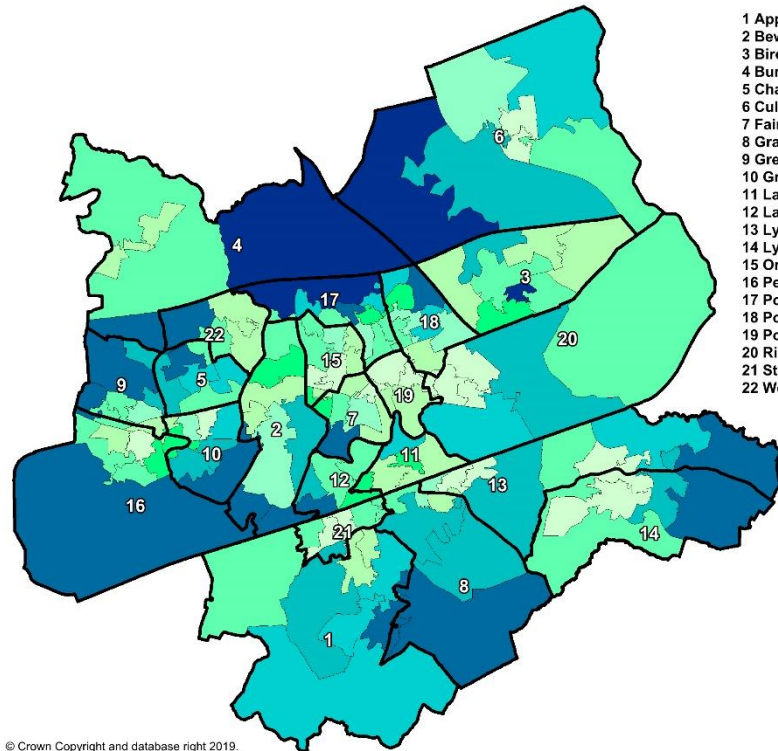 1 App
2 Bew
3 Birc
4 Bur
5 Cha
6 Cul
7 Fair
8 Gra
9 Gre
10 Gr
11 La
12 La
13 Ly
14 Ly
15 Or
16 Pe
17 Po
18 Po
19 Po
20 Ri
21 St
22 We
6
4
3
17
18
20
22
15
5
9
19
7
2
10
11
12
13
16
21
14
8
1
© Crown Copyright and database right 2019.